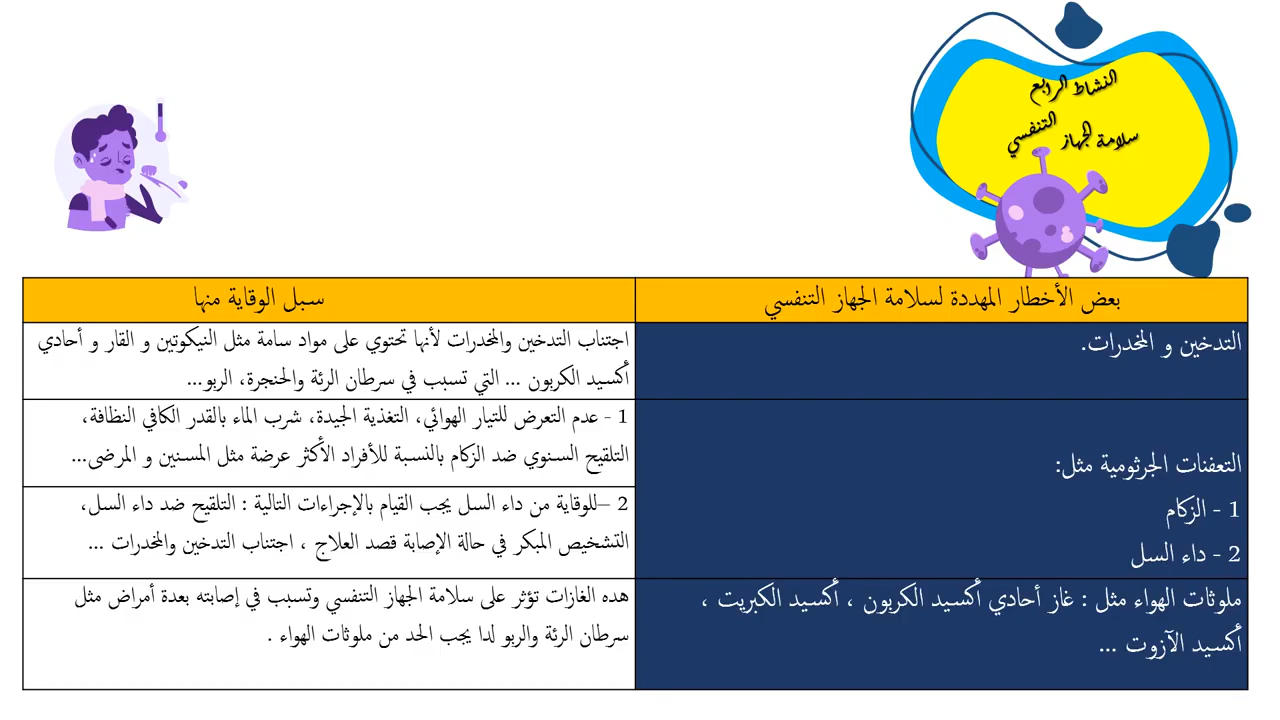 النشاط الرابع
سلامة الجهاز التنفسي
بعض الأخطار المهددة لسلامة الجهاز التنفسي
سبل الوقاية منها
التدخين و المخدرات.
اجتناب التدخين والمخدرات لأنها تحتوي على مواد سامة مثل النيكوتين و القار و أحادي
أكسيد الكربون ... التي تسبب في سرطان الرئة والحنجرة، الربو...
التعفنات الجرثومية مثل:
1 - الزكام
2 - داء السل
1 - عدم التعرض للتيار الهوائي، التغذية الجيدة، شرب الماء بالقدر الكافي النظافة،
التلقيح السنوي ضد الزكام بالنسبة للأفراد الأكثر عرضة مثل المسنين و المرضى...
2 –للوقاية من داء السل يجب القيام بالإجراءات التالية : التلقيح ضد داء السل،
التشخيص المبكر في حالة الإصابة قصد العلاج ، اجتناب التدخين والمخدرات ...
ملوثات الهواء مثل : غاز أحادي أكسيد الكربون ، أكسيد الكبريت ،
أكسيد الآزوت ...
هده الغازات تؤثر على سلامة الجهاز التنفسي وتسبب في إصابته بعدة أمراض مثل
سرطان الرئة والربو لدا يجب الحد من ملوثات الهواء .